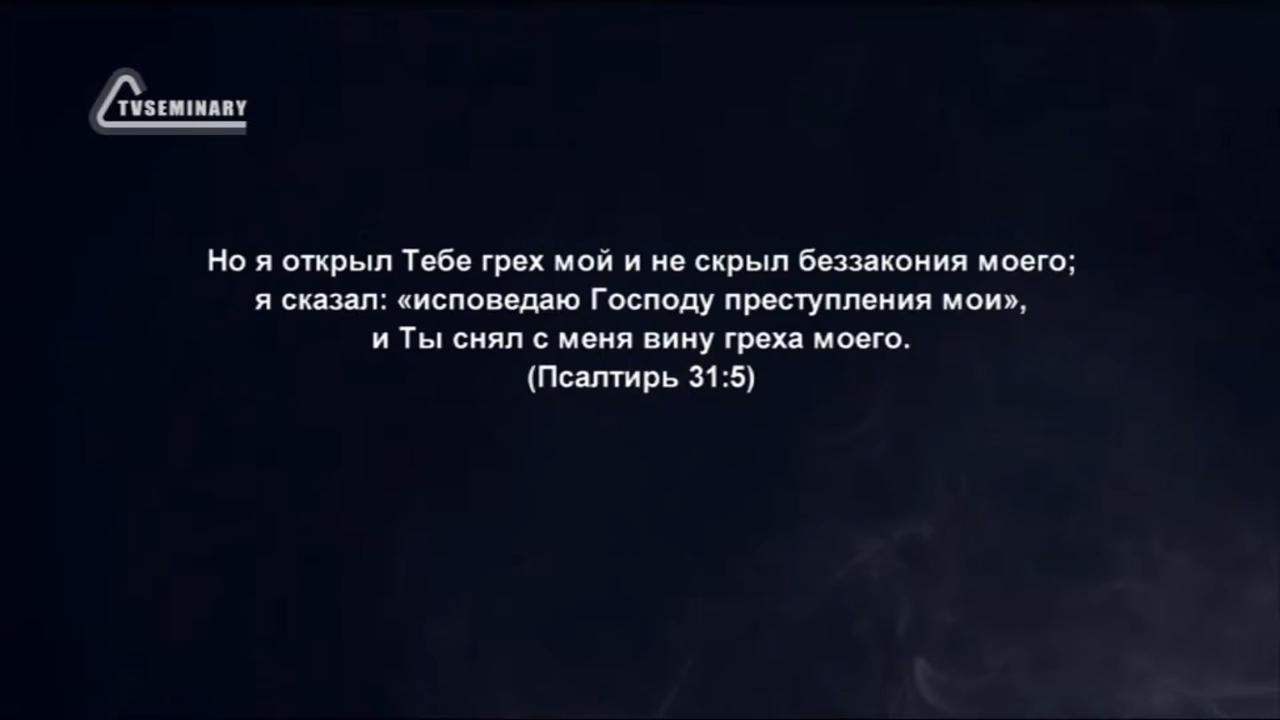 TVSEMINARY
Но я открыл Тебе грех мой и не скрыл беззакония моего;
я сказал: «исповедаю Господу преступления мои»,
и Ты снял с меня вину греха моего.
(Псалтирь 31:5)